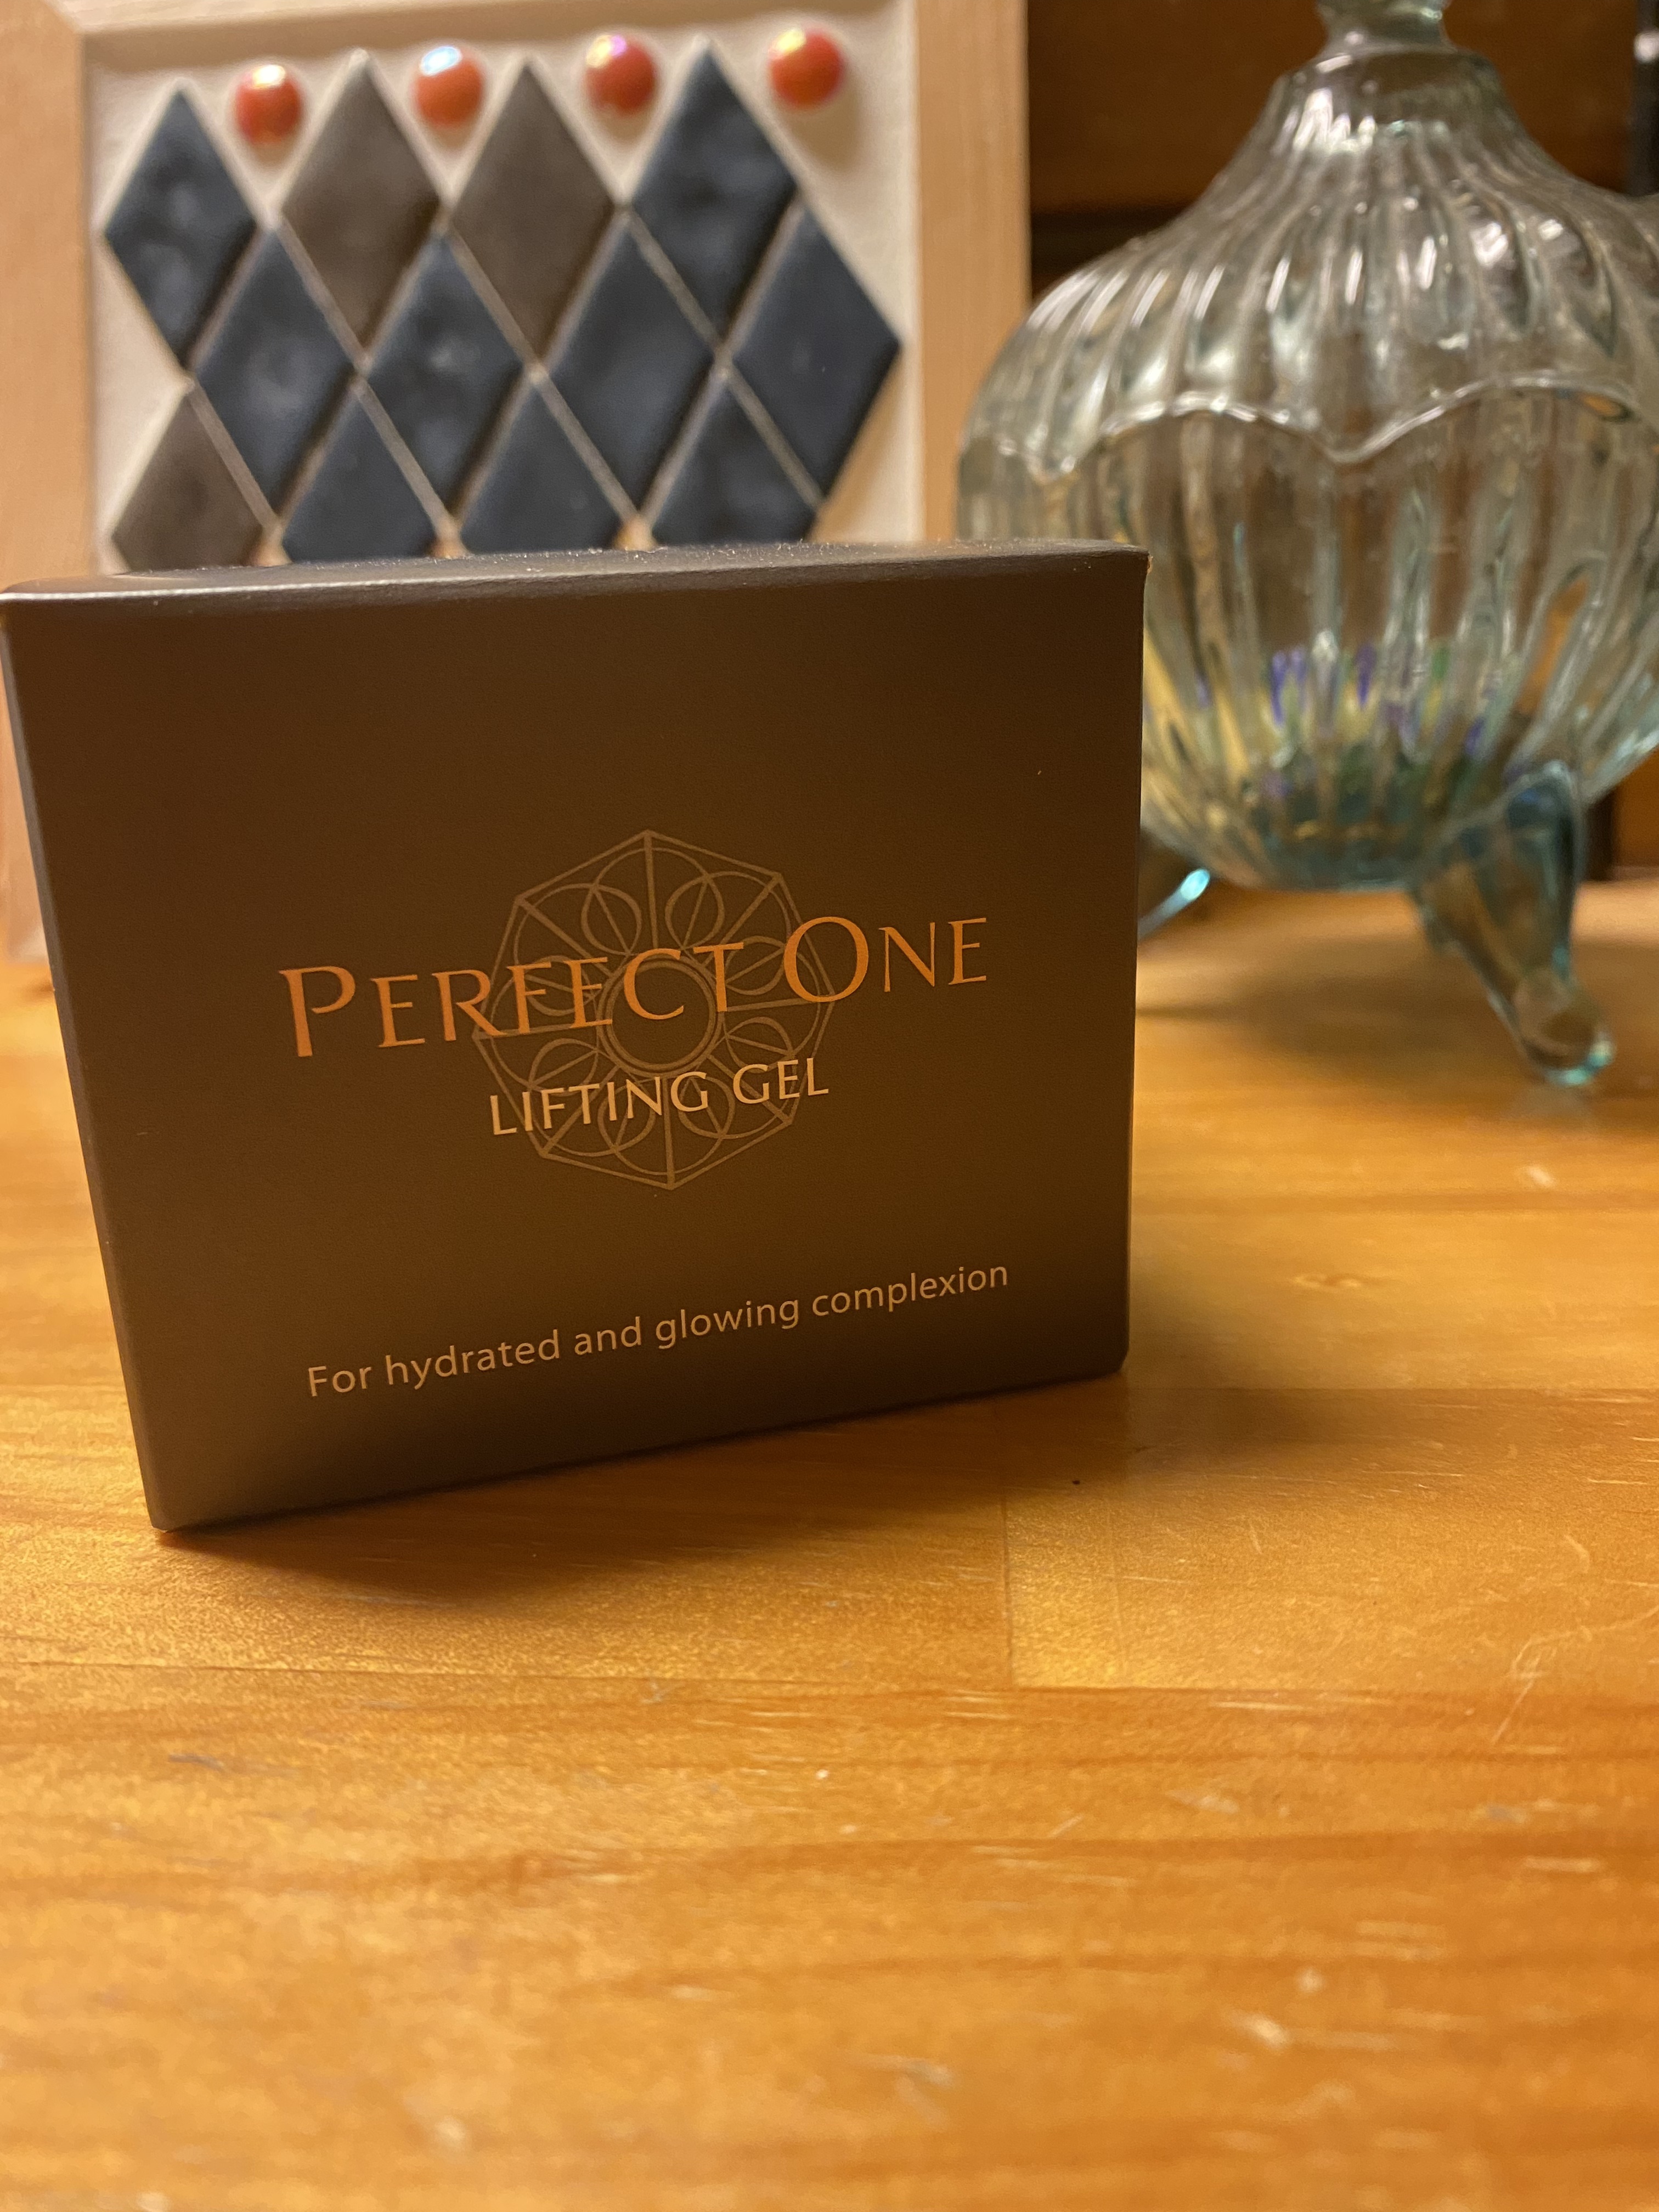 PERFECT ONE
LIFTING GEL
For hydrated and glowing complexion